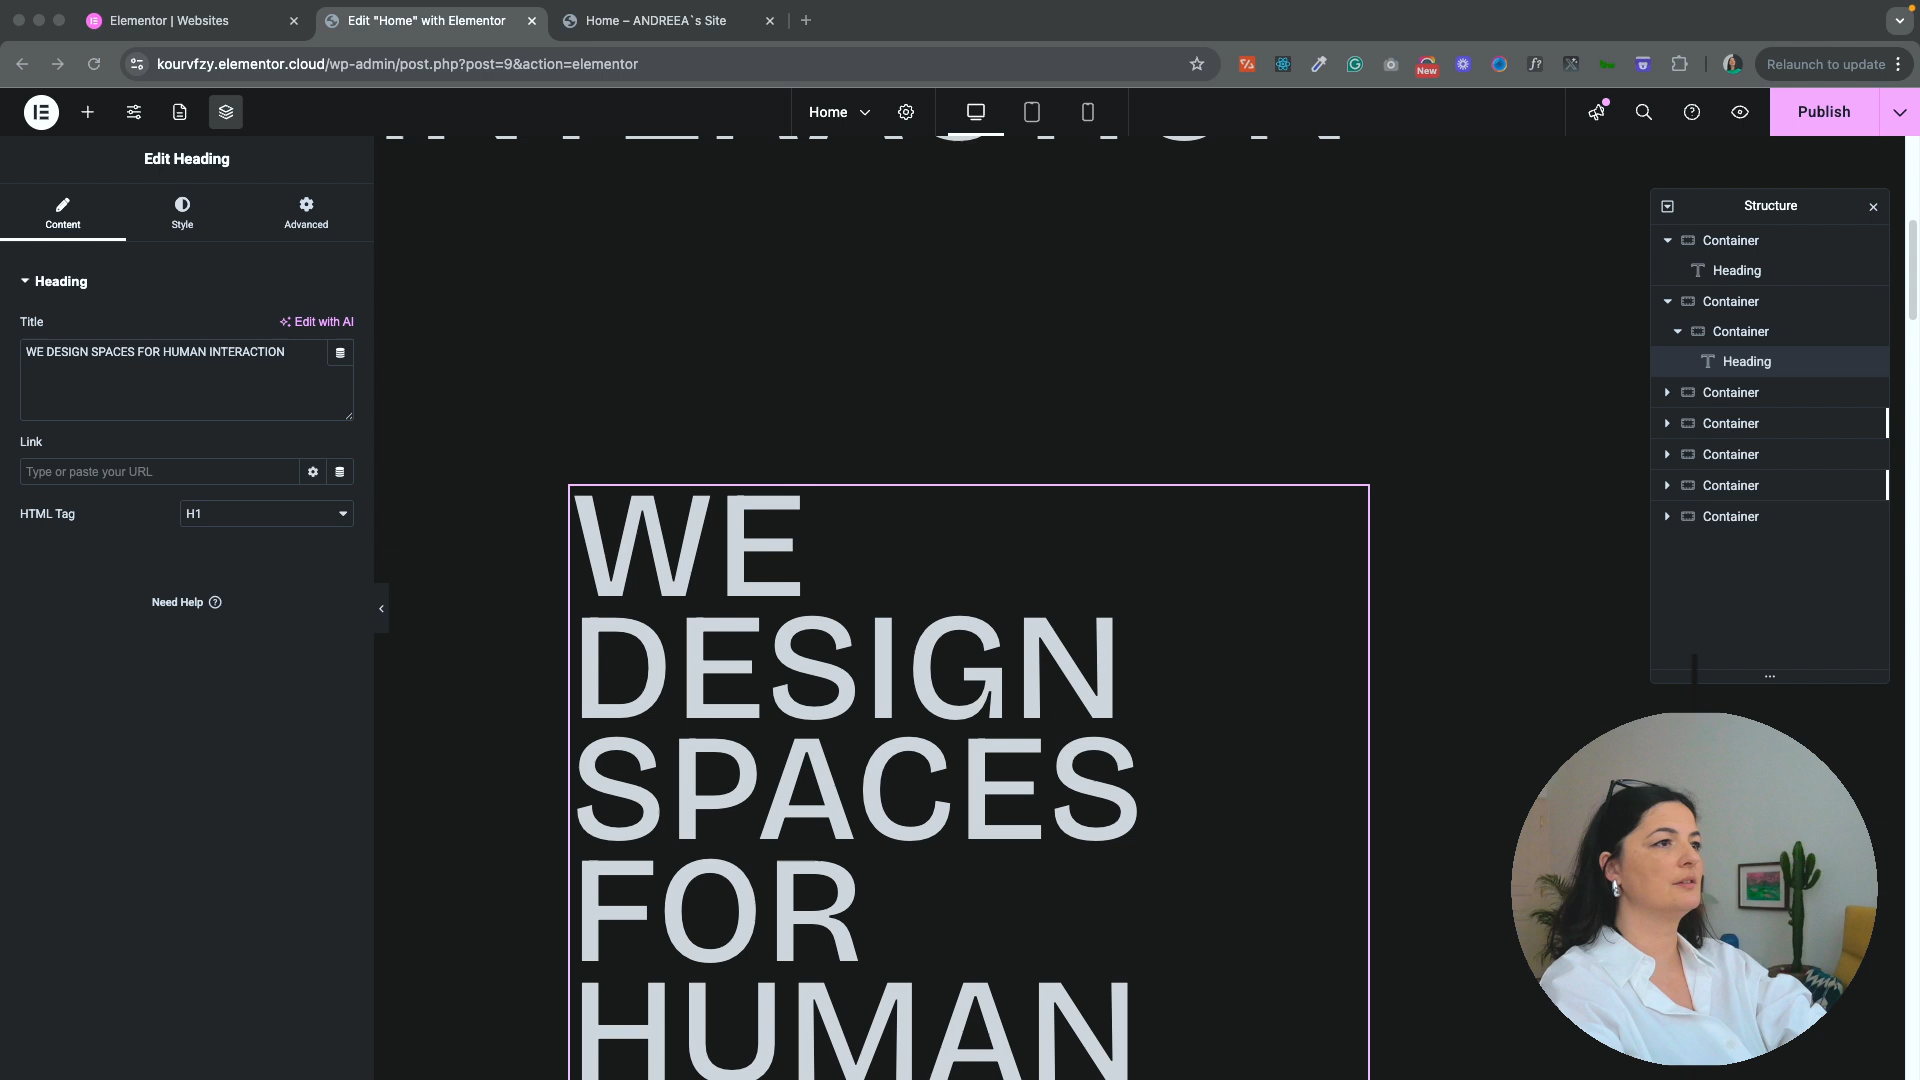 Elementor | Websites
Edit "Home" with Elementor
Home – ANDREEA`s Site
kourvfzy.elementor.cloud/wp-admin/post.php?post=9&action=elementor
New
Relaunch to update
Home
Publish
Edit Heading
Content
Style
Advanced
Heading
Title
Edit with AI
WE DESIGN SPACES FOR HUMAN INTERACTION
Link
Type or paste your URL
HTML Tag
H1
Need Help
WE
DESIGN
SPACES
FOR
HUMAN
Structure
Container
Heading
Container
Container
Heading
Container
Container
Container
Container
Container